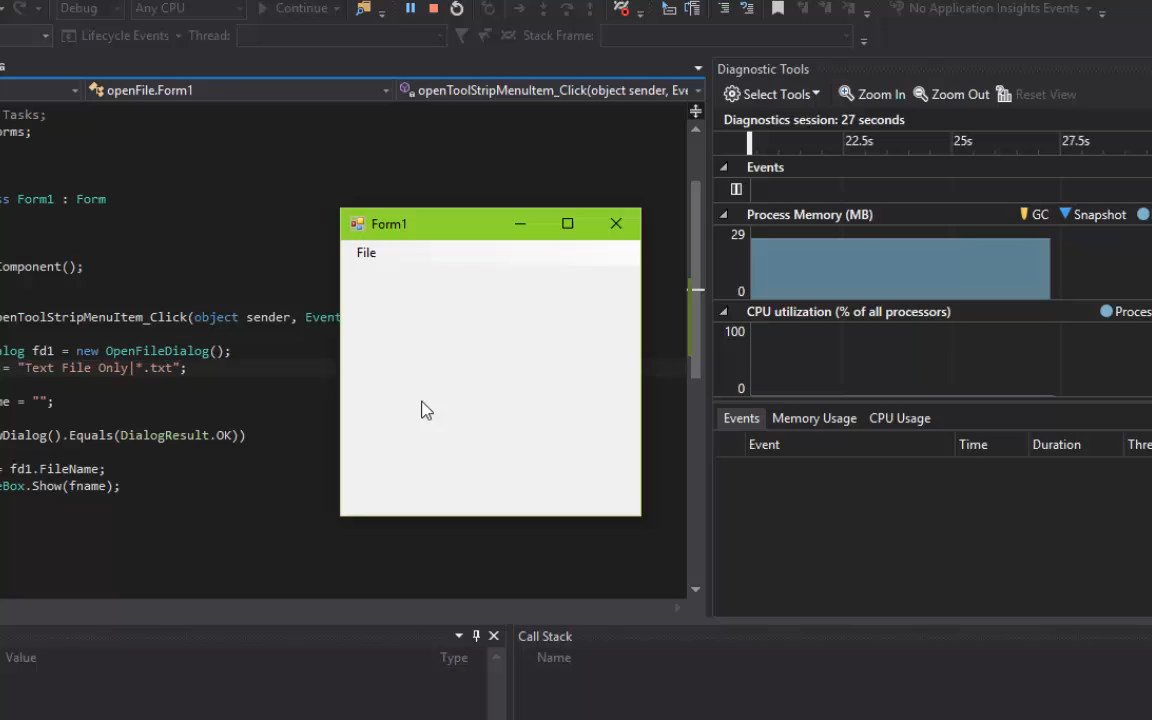 Debug Any CPU Continue No Application Insights Events
Lifecycle Events Thread: Stack Frame:
openFile.Form1 openToolStripMenuItem_Click(object sender, Eve
Tasks;
orms;
ss Form1 : Form
Component();
penToolStripMenuItem_Click(object sender, Event
alog fd1 = new OpenFileDialog();
= "Text File Only|*.txt";
me = "";
wDialog().Equals(DialogResult.OK))
= fd1.FileName;
eBox.Show(fname);
Form1
File
Diagnostic Tools
Select Tools Zoom In Zoom Out Reset View
Diagnostics session: 27 seconds
22.5s 25s 27.5s
Events
Process Memory (MB) GC Snapshot
29
0
CPU utilization (% of all processors) Proces
100
0
Events Memory Usage CPU Usage
Event Time Duration Thre
Value Type
Call Stack
Name